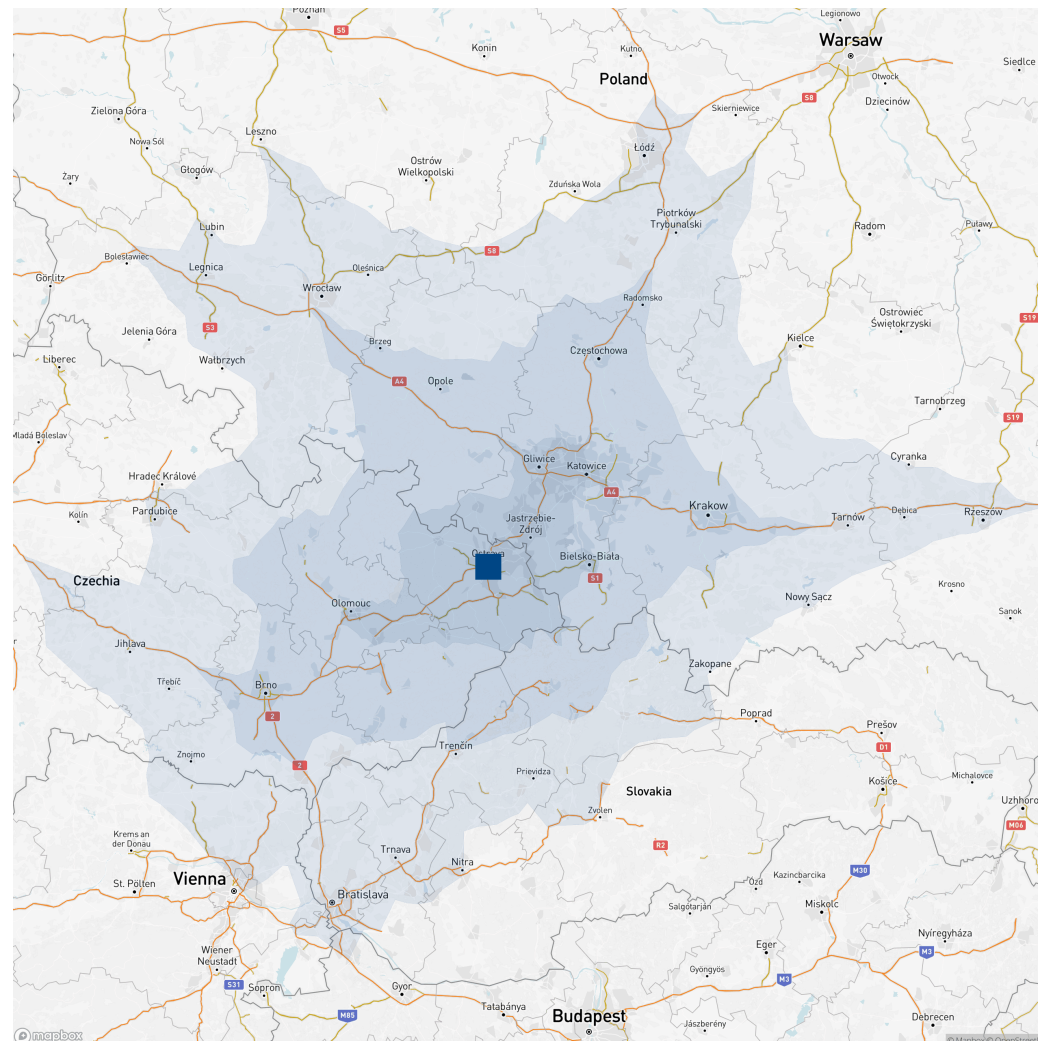 Poznań
Legionowo
S5
Warsaw
Konin
Kutno
Siedlce
Poland
Otwock
S8
Dziecinów
Skierniewice
Zielona Góra
Leszno
Nowa Sól
Łódź
Ostrów
Wielkopolski
Głogów
Żary
Zduńska Wola
Piotrków
Trybunalski
Puławy
Lubin
Radom
S8
Bolesławiec
Legnica
Oleśnica
Görlitz
Wrocław
Radomsko
Ostrowiec
Świętokrzyski
S19
S3
Jelenia Góra
Brzeg
Kielce
Częstochowa
Liberec
Wałbrzych
A4
Opole
Tarnobrzeg
S19
Mladá Boleslav
Gliwice
Katowice
Cyranka
Hradec Králové
A4
Pardubice
Kolín
Krakow
Dębica
Rzeszow
Tarnów
Jastrzębie-
Zdrój
Ostrava
Bielsko-Biała
S1
Czechia
Krosno
Nowy Sącz
Olomouc
Sanok
Jihlava
Zakopane
Třebíč
Brno
2
Poprad
Prešov
Trenčín
D1
Znojmo
2
Prievidza
Michalovce
Košice
Slovakia
Uzhhorod
Zvolen
M06
Krems an
der Donau
R2
Trnava
Nitra
M30
Vienna
Kazincbarcika
St. Pölten
Ózd
Bratislava
Salgótarján
Miskolc
Nyíregyháza
Wiener
Neustadt
Eger
M3
Gyöngyös
S31
Sopron
Gyor
M3
Tatabánya
M85
Budapest
Debrecen
Jászberény
mapbox
© Mapbox © OpenStreet